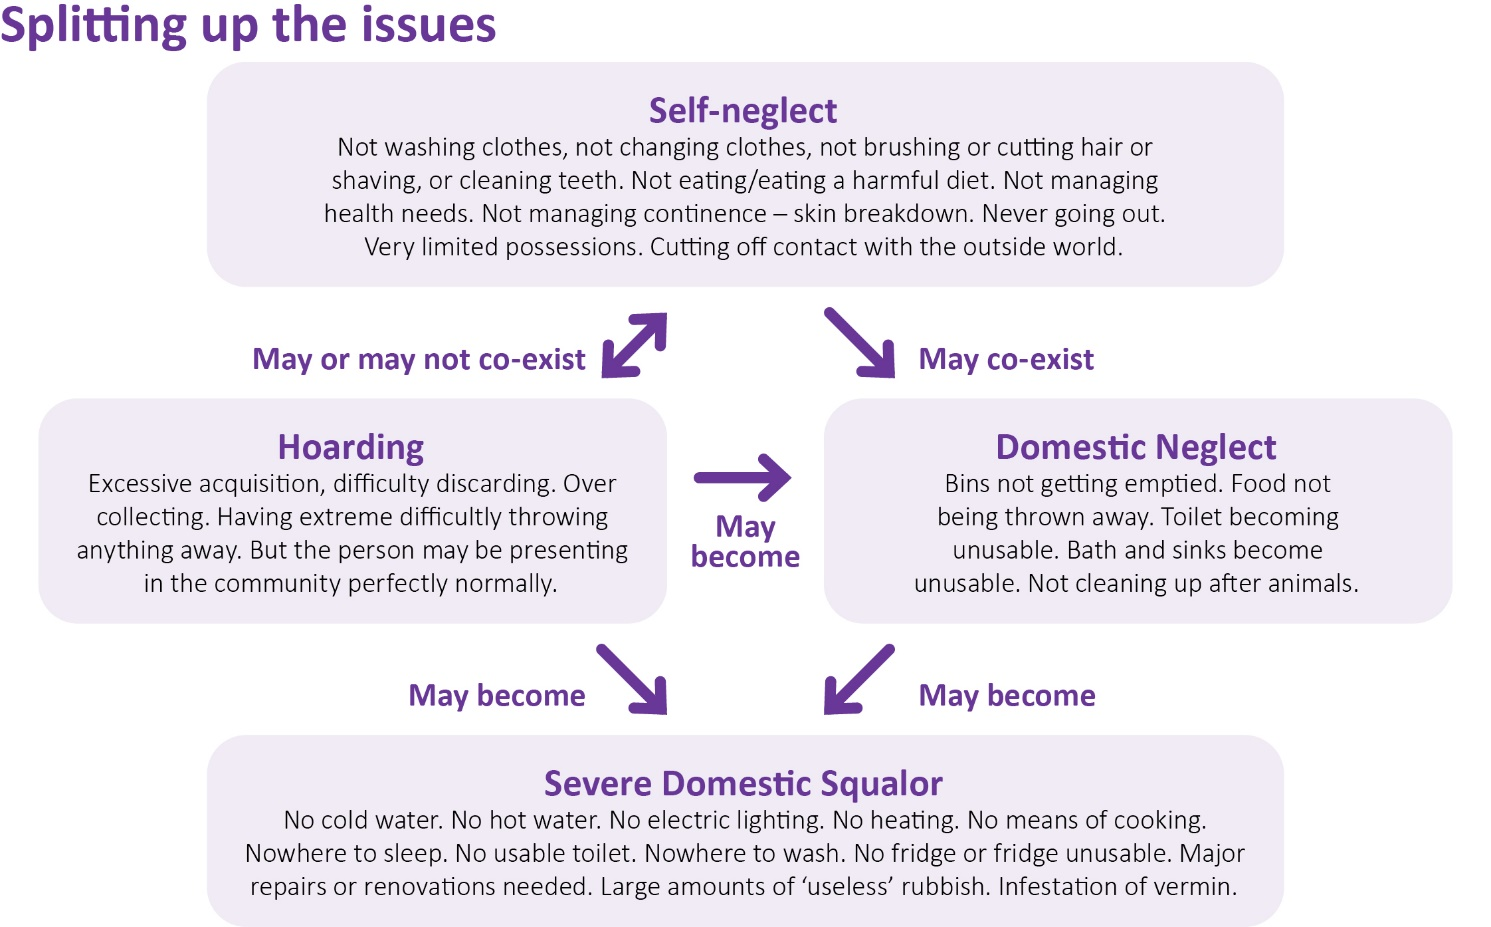 Splitting up the issues
Self-neglect
Not washing clothes, not changing clothes, not brushing or cutting hair or
shaving, or cleaning teeth. Not eating/eating a harmful diet. Not managing
health needs. Not managing continence – skin breakdown. Never going out.
Very limited possessions. Cutting off contact with the outside world.
May or may not co-exist
May co-exist
Hoarding
Excessive acquisition, difficulty discarding. Over
collecting. Having extreme difficultly throwing
anything away. But the person may be presenting
in the community perfectly normally.
May
become
Domestic Neglect
Bins not getting emptied. Food not
being thrown away. Toilet becoming
unusable. Bath and sinks become
unusable. Not cleaning up after animals.
May become
May become
Severe Domestic Squalor
No cold water. No hot water. No electric lighting. No heating. No means of cooking.
Nowhere to sleep. No usable toilet. Nowhere to wash. No fridge or fridge unusable. Major
repairs or renovations needed. Large amounts of ‘useless’ rubbish. Infestation of vermin.